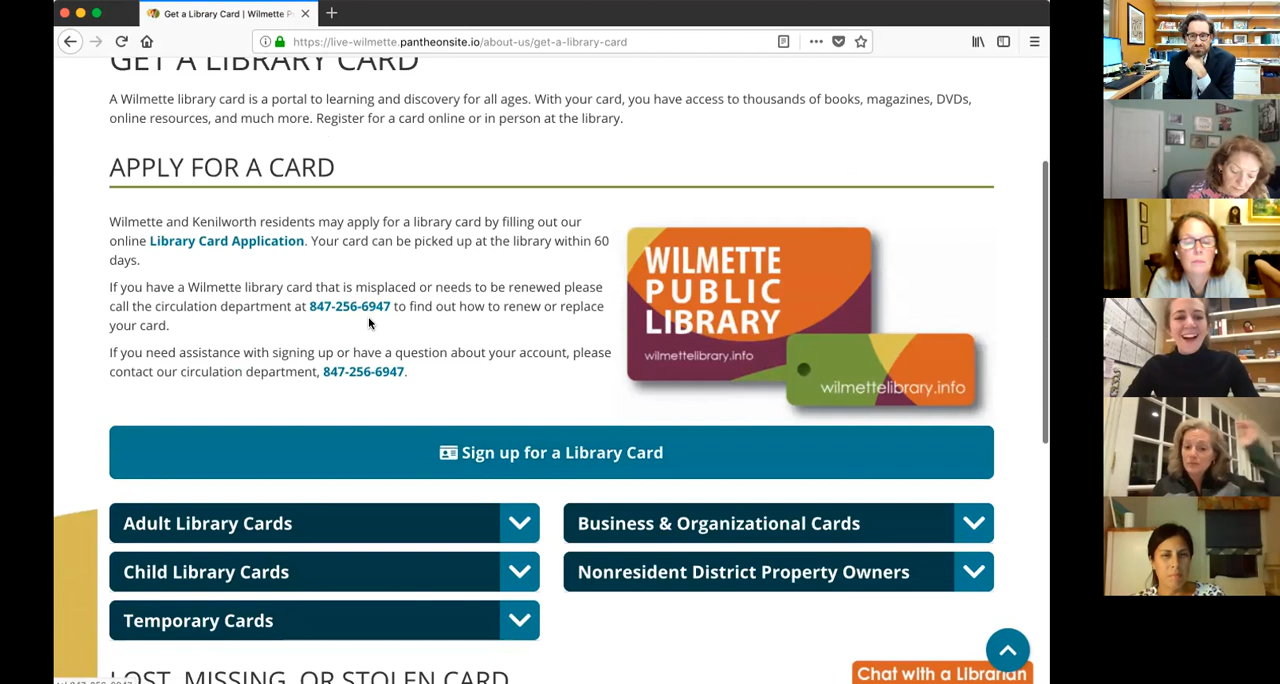 Get a Library Card | Wilmette P
https://live-wilmette.pantheonsite.io/about-us/get-a-library-card
GET A LIBRARY CARD
A Wilmette library card is a portal to learning and discovery for all ages. With your card, you have access to thousands of books, magazines, DVDs,
online resources, and much more. Register for a card online or in person at the library.
APPLY FOR A CARD
Wilmette and Kenilworth residents may apply for a library card by filling out our
online Library Card Application. Your card can be picked up at the library within 60
days.
If you have a Wilmette library card that is misplaced or needs to be renewed please
call the circulation department at 847-256-6947 to find out how to renew or replace
your card.
If you need assistance with signing up or have a question about your account, please
contact our circulation department, 847-256-6947.
WILMETTE
PUBLIC
LIBRARY
wilmettelibrary.info
wilmettelibrary.info
Sign up for a Library Card
Adult Library Cards
Business & Organizational Cards
Child Library Cards
Nonresident District Property Owners
Temporary Cards
LOST, MISSING, OR STOLEN CARD
Chat with a Librarian